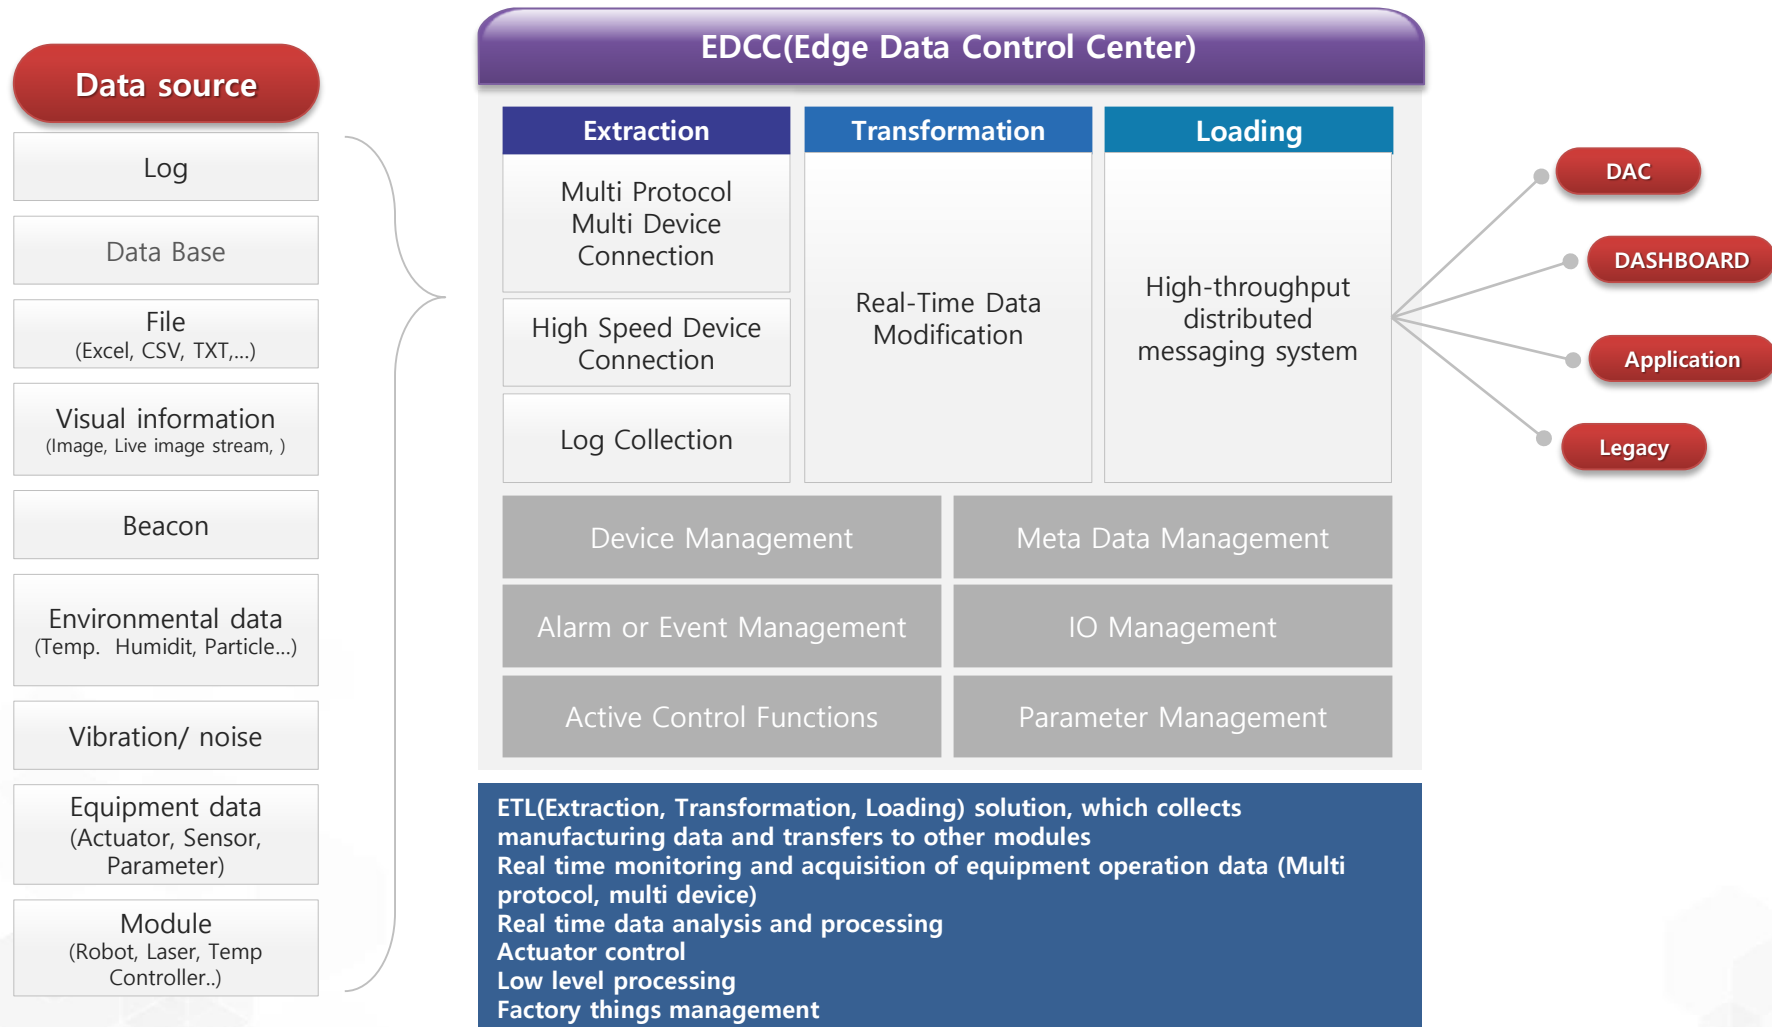 Data source
Log
Data Base
File
(Excel, CSV, TXT,...)
Visual information
(Image, Live image stream, )
Beacon
Environmental data
(Temp. Humidit, Particle...)
Vibration/ noise
Equipment data
(Actuator, Sensor,
Parameter)
Module
(Robot, Laser, Temp
Controller..)
EDCC(Edge Data Control Center)
Extraction
Multi Protocol
Multi Device
Connection
High Speed Device
Connection
Log Collection
Transformation
Real-Time Data
Modification
Loading
High-throughput
distributed
messaging system
Device Management
Meta Data Management
Alarm or Event Management
IO Management
Active Control Functions
Parameter Management
ETL(Extraction, Transformation, Loading) solution, which collects
manufacturing data and transfers to other modules
Real time monitoring and acquisition of equipment operation data (Multi
protocol, multi device)
Real time data analysis and processing
Actuator control
Low level processing
Factory things management
DAC
DASHBOARD
Application
Legacy